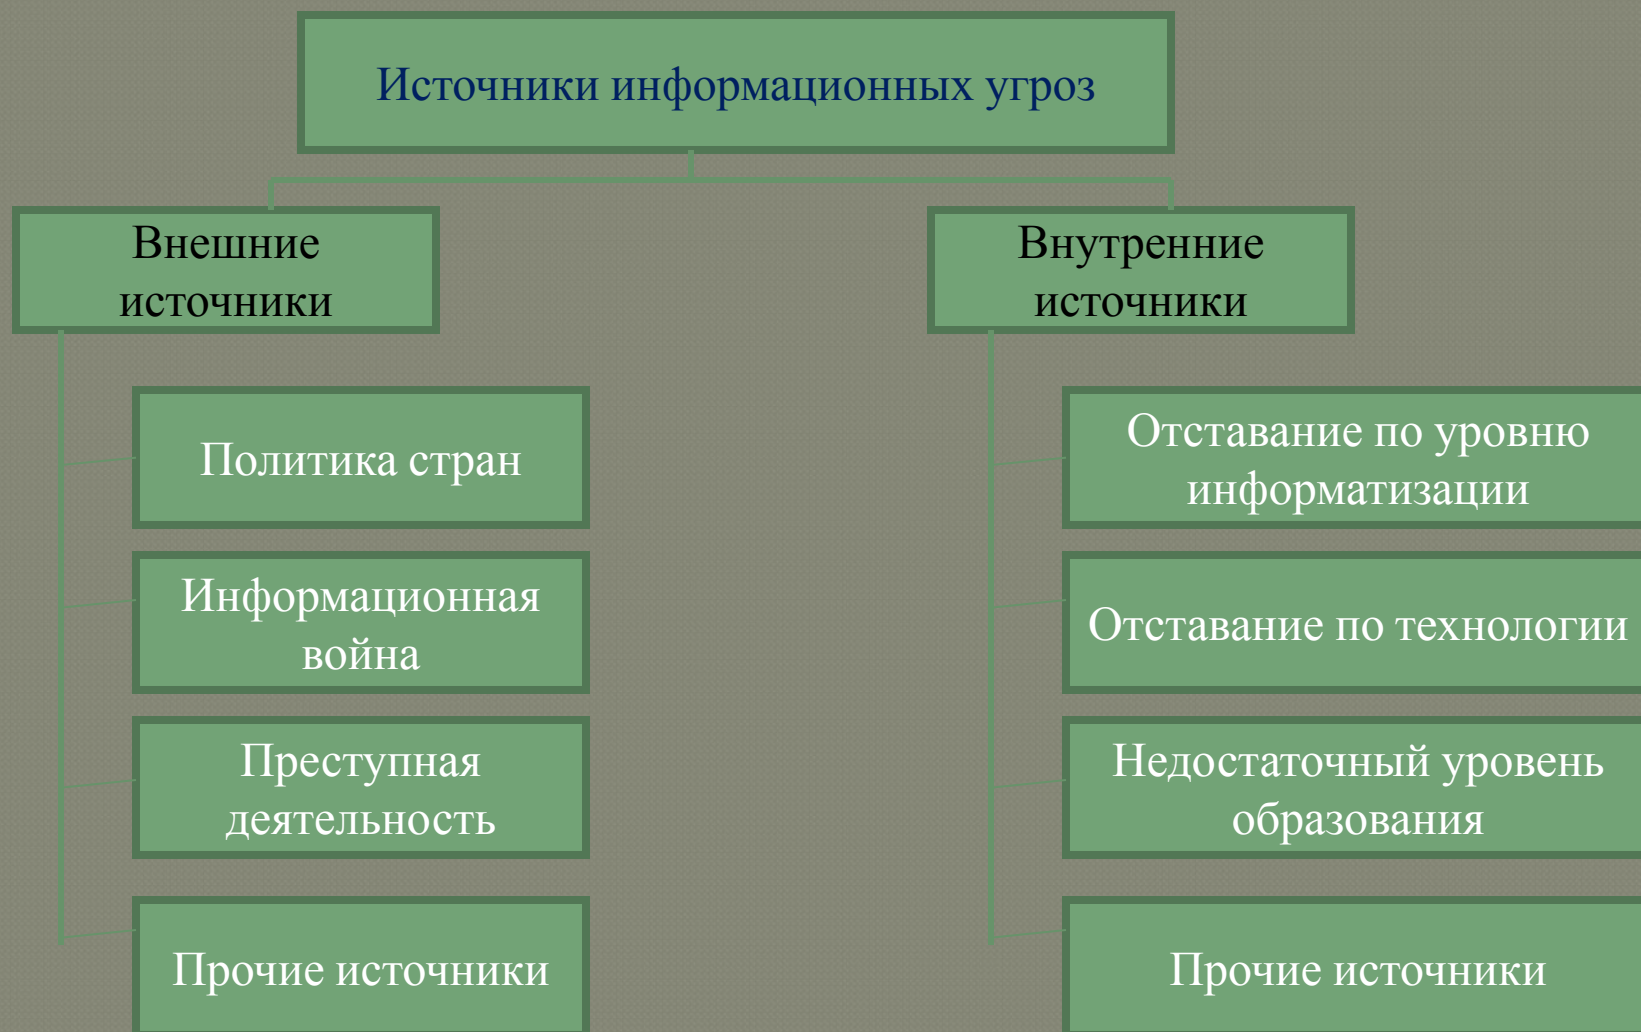 Источники информационных угроз
Внешние
источники
Политика стран
Информационная
война
Преступная
деятельность
Прочие источники
Внутренние
источники
Отставание по уровню
информатизации
Отставание по технологии
Недостаточный уровень
образования
Прочие источники